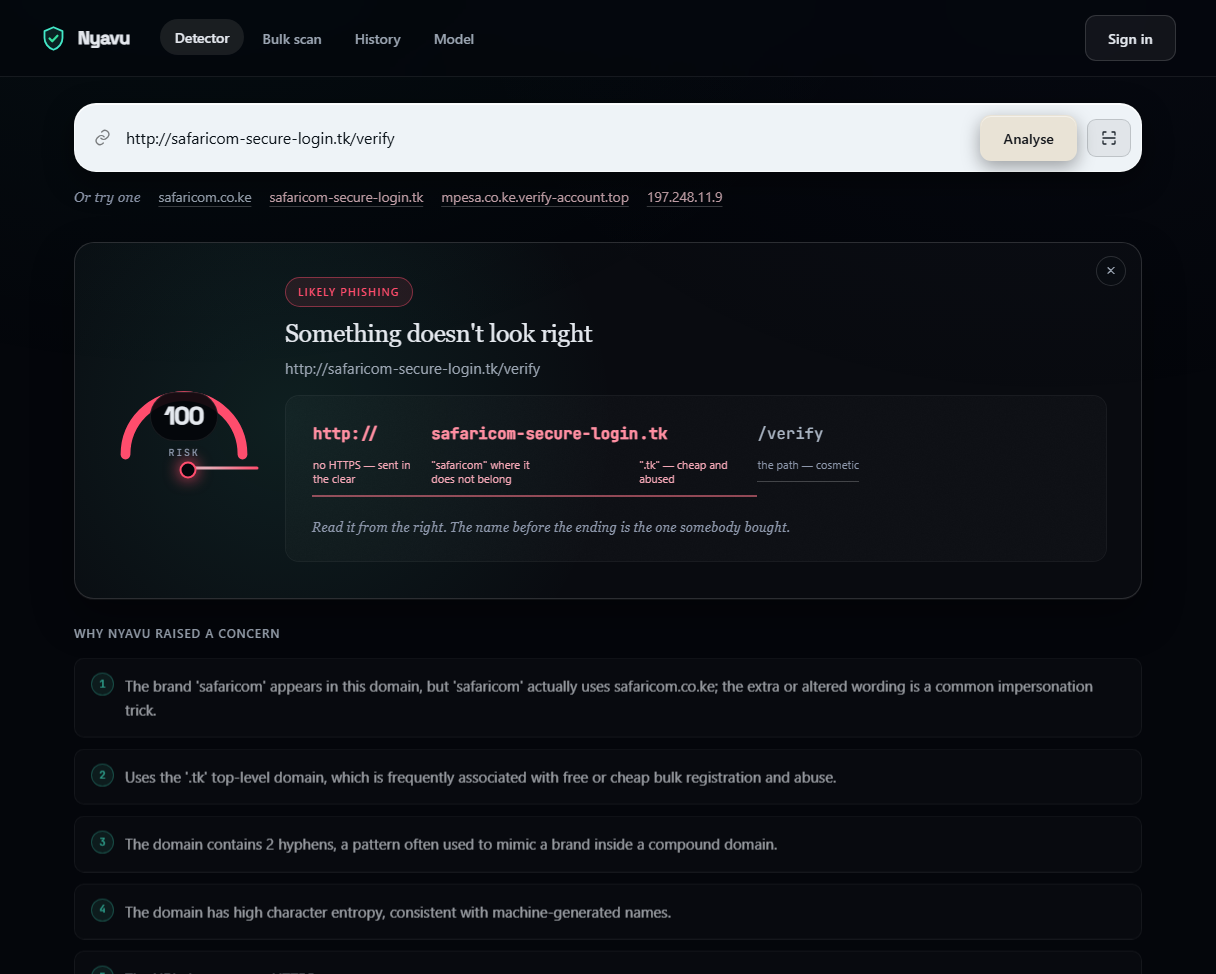 Nyavu
Detector
Bulk scan
History
Model
Sign in
http://safaricom-secure-login.tk/verify
Analyse
Or try one
safaricom.co.ke
safaricom-secure-login.tk
mpesa.co.ke.verify-account.top
197.248.11.9
LIKELY PHISHING
Something doesn't look right
http://safaricom-secure-login.tk/verify
100
RISK
http://
safaricom-secure-login.tk
/verify
no HTTPS — sent in
the clear
"safaricom" where it
does not belong
".tk" — cheap and
abused
the path — cosmetic
Read it from the right. The name before the ending is the one somebody bought.
WHY NYAVU RAISED A CONCERN
1
The brand 'safaricom' appears in this domain, but 'safaricom' actually uses safaricom.co.ke; the extra or altered wording is a common impersonation
trick.
2
Uses the '.tk' top-level domain, which is frequently associated with free or cheap bulk registration and abuse.
3
The domain contains 2 hyphens, a pattern often used to mimic a brand inside a compound domain.
4
The domain has high character entropy, consistent with machine-generated names.